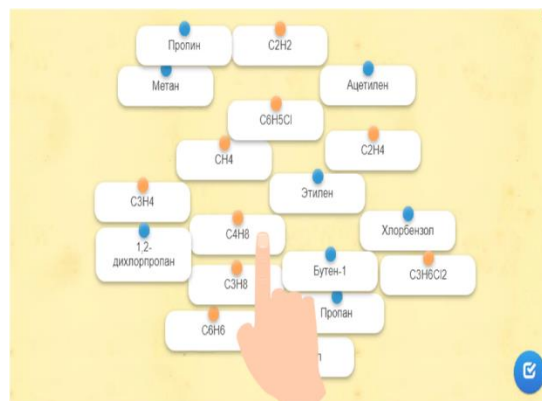 Пропин
C2H2
Метан
Ацетилен
C6H5Cl
CH4
C2H4
Этилен
C3H4
C4H8
Хлорбензол
1,2-
дихлорпропан
Бутен-1
C3H6Cl2
C3H8
Пропан
C6H6